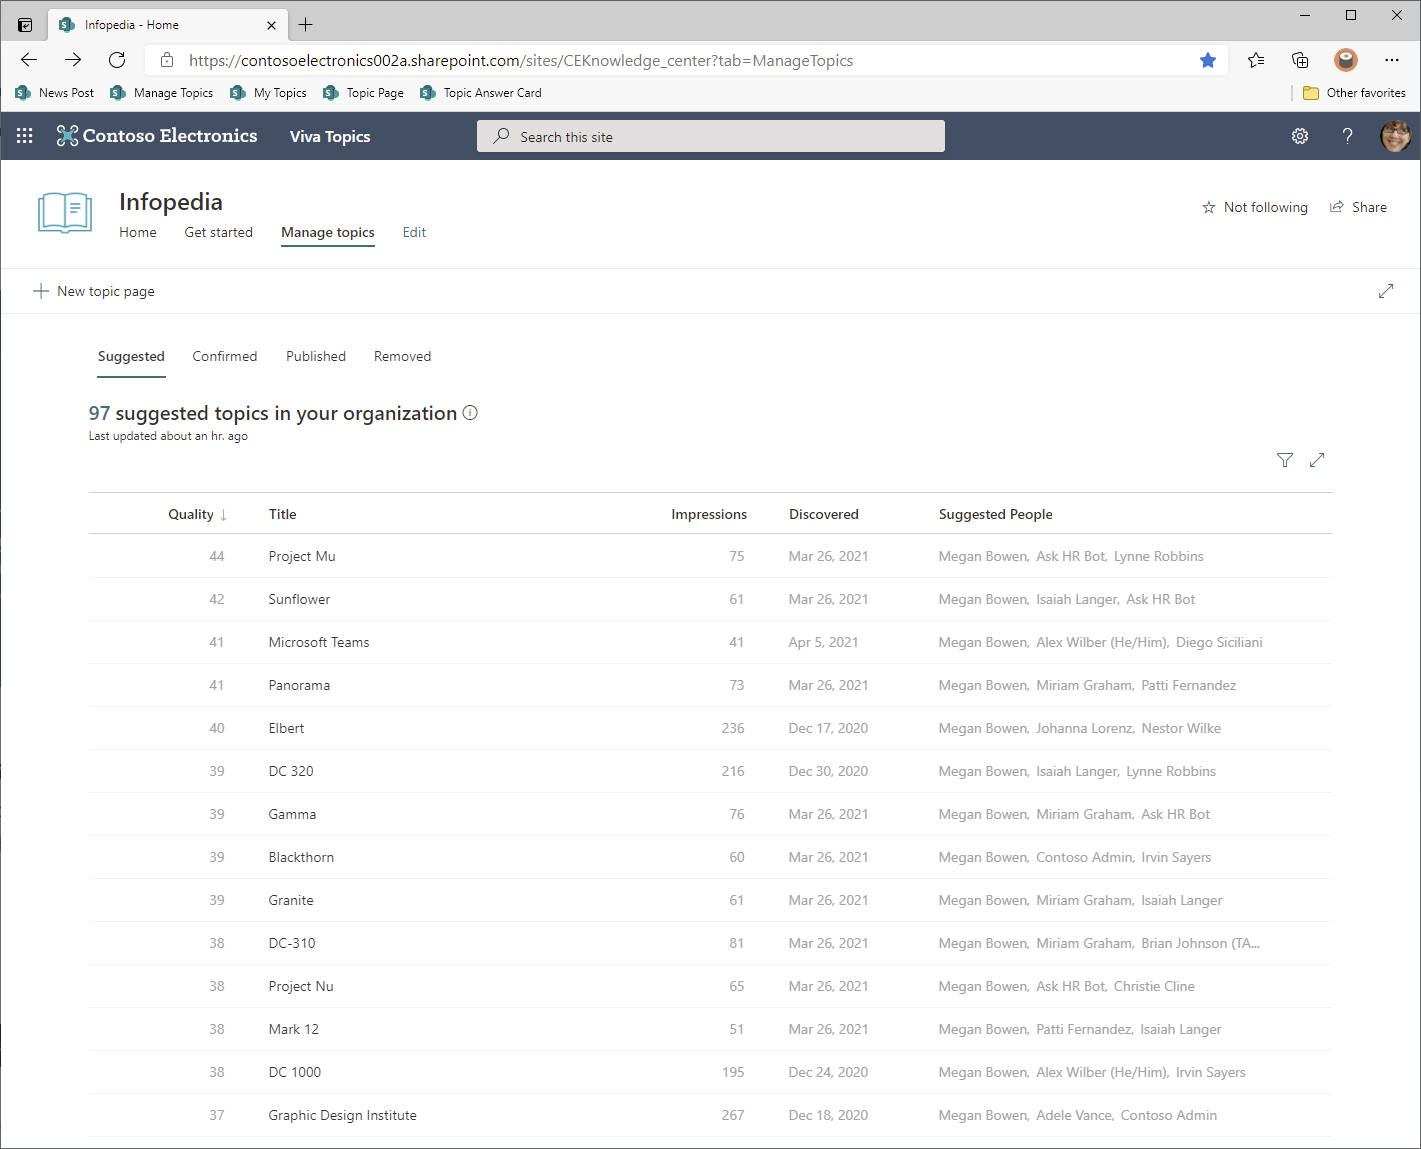 Infopedia - Home
https://contosoelectronics002a.sharepoint.com/sites/CEKnowledge_center?tab=ManageTopics
News Post Manage Topics My Topics Topic Page Topic Answer Card Other favorites
Contoso Electronics Viva Topics Search this site
Infopedia
Not following Share
Home Get started Manage topics Edit
New topic page
Suggested Confirmed Published Removed
97 suggested topics in your organization
Last updated about an hr. ago
Quality ↓ Title Impressions Discovered Suggested People
44 Project Mu 75 Mar 26, 2021 Megan Bowen, Ask HR Bot, Lynne Robbins
42 Sunflower 61 Mar 26, 2021 Megan Bowen, Isaiah Langer, Ask HR Bot
41 Microsoft Teams 41 Apr 5, 2021 Megan Bowen, Alex Wilber (He/Him), Diego Siciliani
41 Panorama 73 Mar 26, 2021 Megan Bowen, Miriam Graham, Patti Fernandez
40 Elbert 236 Dec 17, 2020 Megan Bowen, Johanna Lorenz, Nestor Wilke
39 DC 320 216 Dec 30, 2020 Megan Bowen, Isaiah Langer, Lynne Robbins
39 Gamma 76 Mar 26, 2021 Megan Bowen, Miriam Graham, Ask HR Bot
39 Blackthorn 60 Mar 26, 2021 Megan Bowen, Contoso Admin, Irvin Sayers
39 Granite 61 Mar 26, 2021 Megan Bowen, Miriam Graham, Isaiah Langer
38 DC-310 81 Mar 26, 2021 Megan Bowen, Miriam Graham, Brian Johnson (TA...
38 Project Nu 65 Mar 26, 2021 Megan Bowen, Ask HR Bot, Christie Cline
38 Mark 12 51 Mar 26, 2021 Megan Bowen, Patti Fernandez, Isaiah Langer
38 DC 1000 195 Dec 24, 2020 Megan Bowen, Alex Wilber (He/Him), Irvin Sayers
37 Graphic Design Institute 267 Dec 18, 2020 Megan Bowen, Adele Vance, Contoso Admin